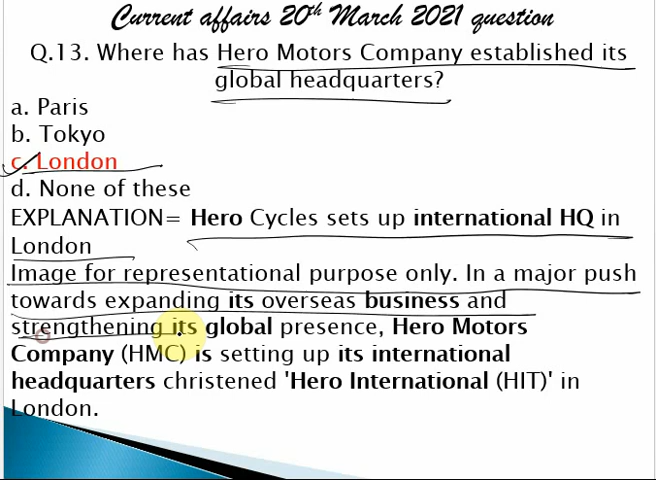 Current affairs 20th March 2021 question
Q.13. Where has Hero Motors Company established its
global headquarters?
a. Paris
b. Tokyo
c. London
d. None of these
EXPLANATION= Hero Cycles sets up international HQ in
London
Image for representational purpose only. In a major push
towards expanding its overseas business and
strengthening its global presence, Hero Motors
Company (HMC) is setting up its international
headquarters christened 'Hero International (HIT)' in
London.